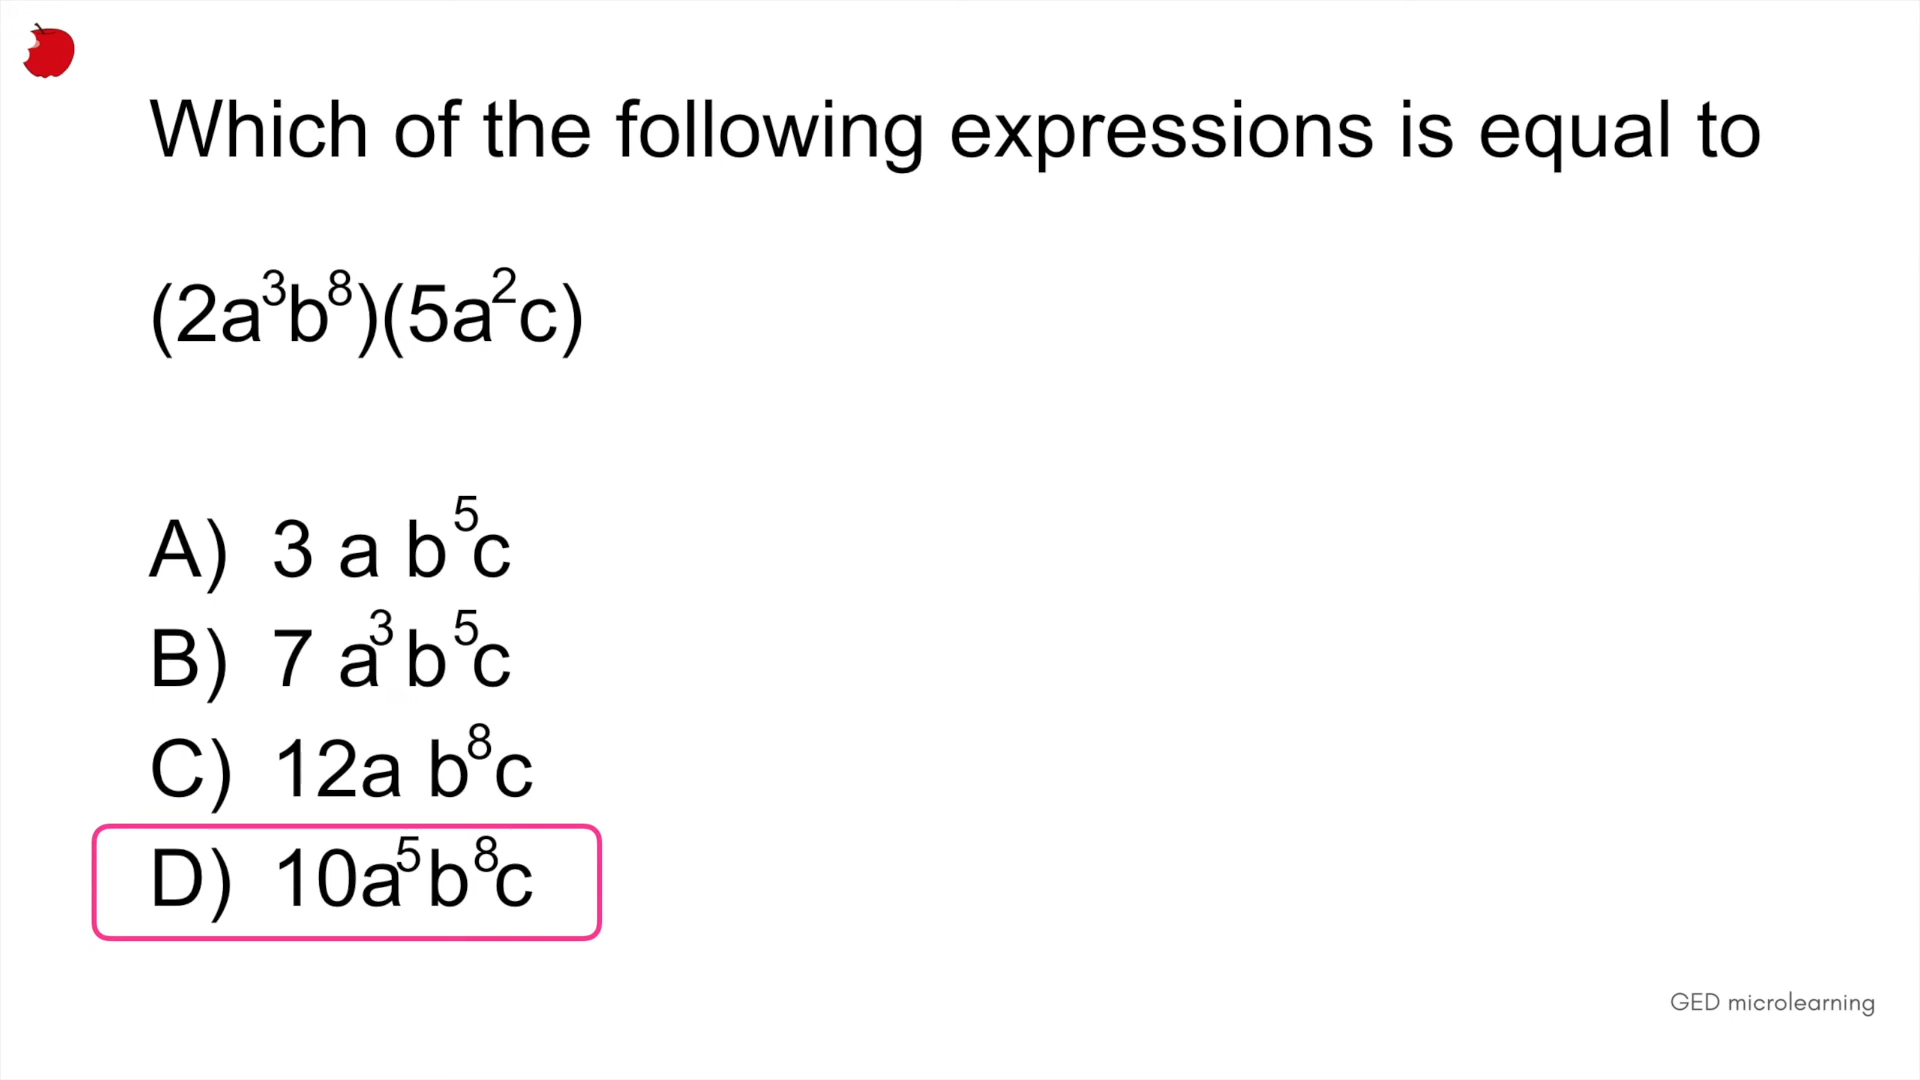 Which of the following expressions is equal to
(2a³b⁸)(5a²c)
A) 3 a b⁵c
B) 7 a³b⁵c
C) 12a b⁸c
D) 10a⁵b⁸c
GED microlearning